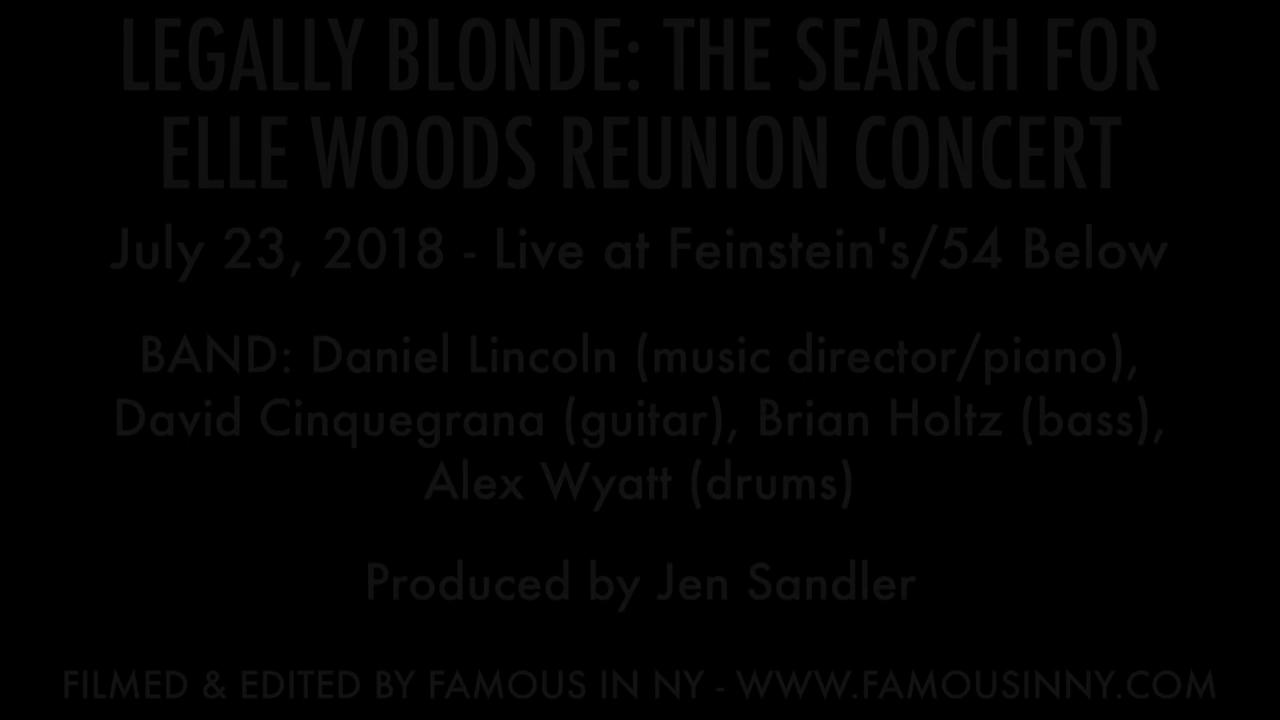 LEGALLY BLONDE: THE SEARCH FOR
ELLE WOODS REUNION CONCERT
July 23, 2018 - Live at Feinstein's/54 Below
BAND: Daniel Lincoln (music director/piano),
David Cinquegrana (guitar), Brian Holtz (bass),
Alex Wyatt (drums)
Produced by Jen Sandler
FILMED & EDITED BY FAMOUS IN NY - WWW.FAMOUSINNY.COM